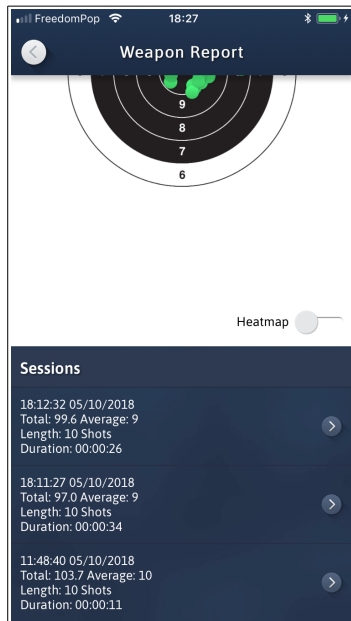 FreedomPop 18:27
Weapon Report
9
8
7
6
Heatmap
Sessions
18:12:32 05/10/2018
Total: 99.6 Average: 9
Length: 10 Shots
Duration: 00:00:26
18:11:27 05/10/2018
Total: 97.0 Average: 9
Length: 10 Shots
Duration: 00:00:34
11:48:40 05/10/2018
Total: 103.7 Average: 10
Length: 10 Shots
Duration: 00:00:11